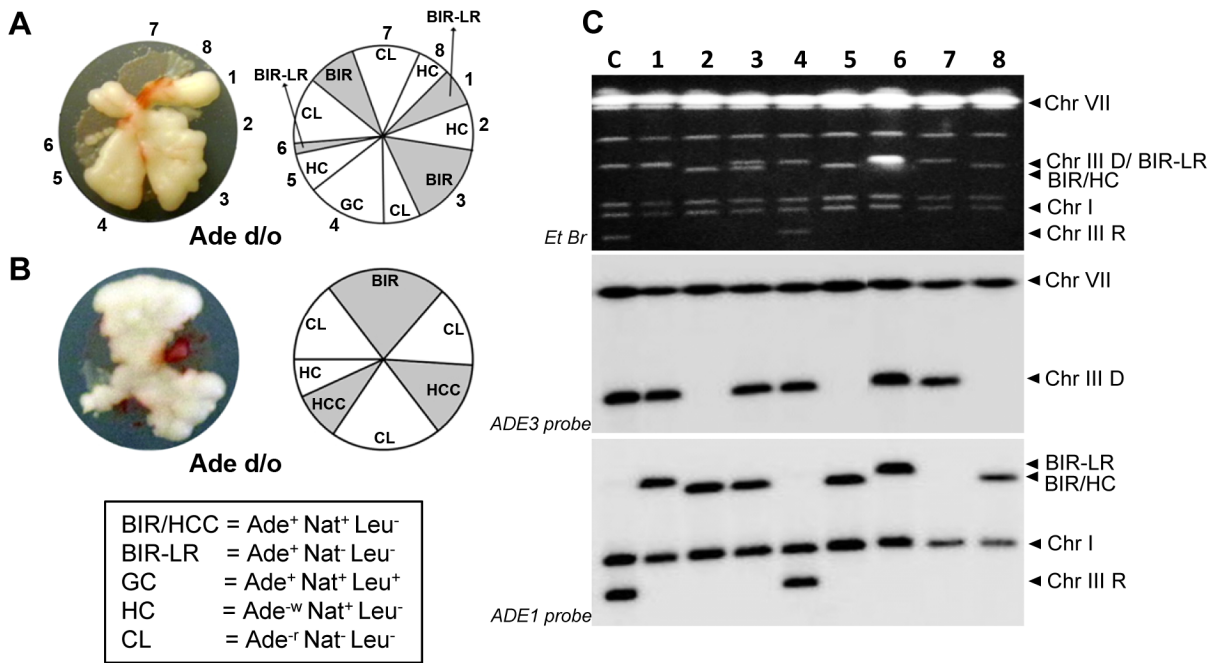 A
7
8
1
2
3
4
5
6
Ade d/o
BIR-LR
BIR-LR
7
8
1
2
3
4
5
6
CL
HC
HC
BIR
CL
GC
HC
CL
BIR
B
Ade d/o
BIR
CL
HCC
CL
HCC
HC
CL
BIR/HCC = Ade⁺ Nat⁺ Leu⁻
BIR-LR = Ade⁺ Nat⁻ Leu⁻
GC = Ade⁺ Nat⁺ Leu⁺
HC = Ade⁻ʷ Nat⁺ Leu⁻
CL = Ade⁻ʳ Nat⁻ Leu⁻
C
C 1 2 3 4 5 6 7 8
Chr VII
Chr III D/ BIR-LR
BIR/HC
Chr I
Chr III R
Et Br
Chr VII
Chr III D
ADE3 probe
BIR-LR
BIR/HC
Chr I
Chr III R
ADE1 probe